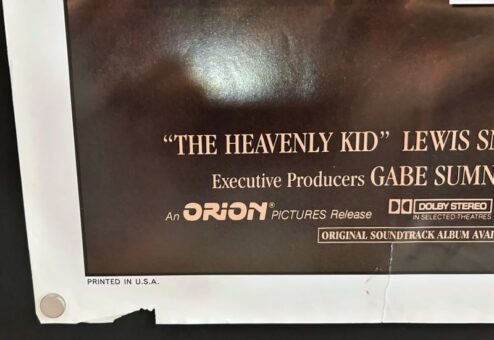 "THE HEAVENLY KID" LEWIS
Executive Producers GABE
An ORION® PICTURES Release
DOLBY STEREO
IN SELECTED THEATRES
ORIGINAL SOUNDTRACK ALBUM
PRINTED IN U.S.A.